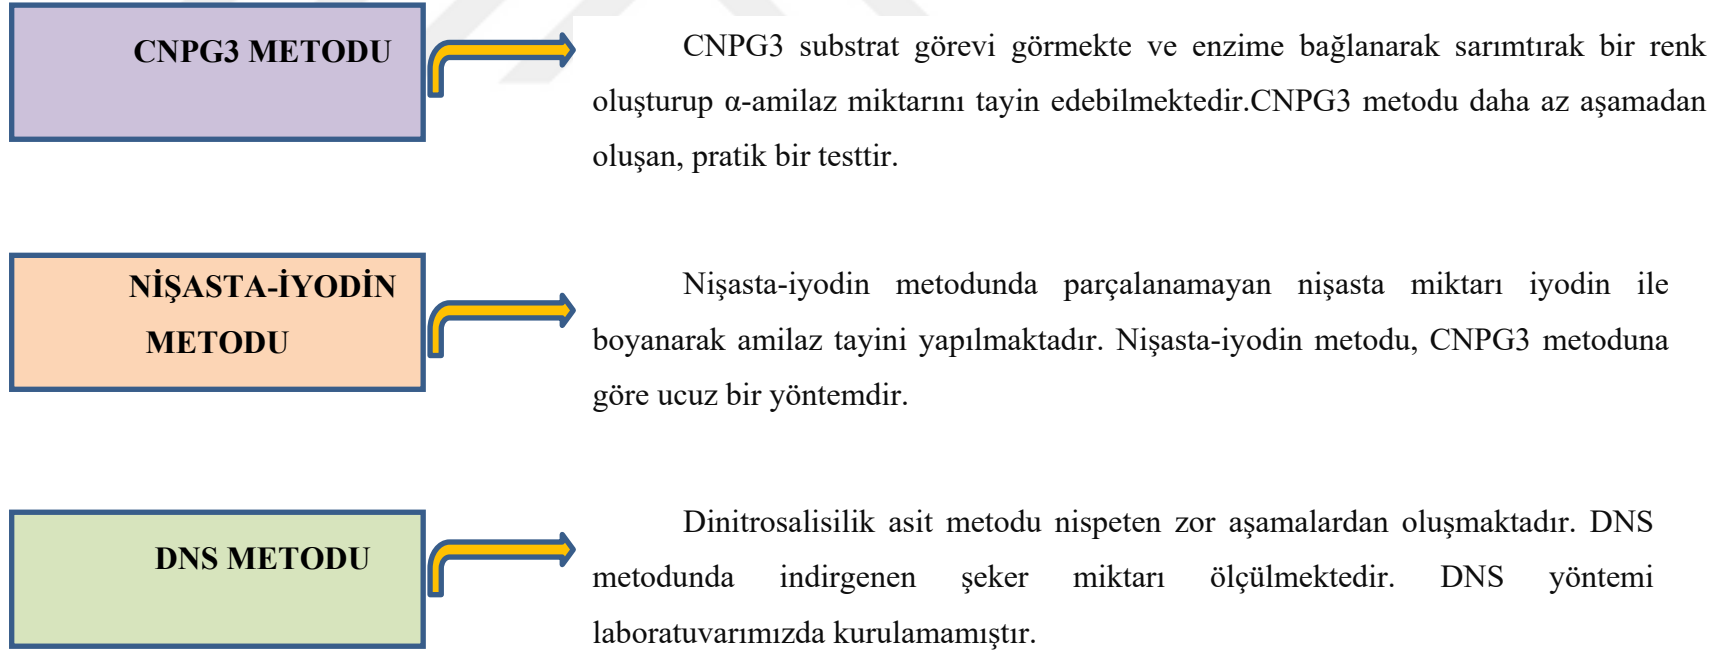 CNPG3 METODU
CNPG3 substrat görevi görmekte ve enzime bağlanarak sarımtırak bir renk
oluşturup α-amilaz miktarını tayin edebilmektedir.CNPG3 metodu daha az aşamadan
oluşan, pratik bir testtir.
NİŞASTA-İYODİN
METODU
Nişasta-iyodin metodunda parçalanamayan nişasta miktarı iyodin ile
boyanarak amilaz tayini yapılmaktadır. Nişasta-iyodin metodu, CNPG3 metoduna
göre ucuz bir yöntemdir.
DNS METODU
Dinitrosalisilik asit metodu nispeten zor aşamalardan oluşmaktadır. DNS
metodunda indirgenen şeker miktarı ölçülmektedir. DNS yöntemi
laboratuvarımızda kurulamamıştır.